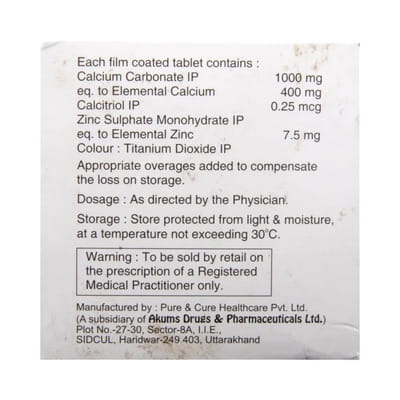 Each film coated tablet contains :
Calcium Carbonate IP 1000 mg
eq. to Elemental Calcium 400 mg
Calcitriol IP 0.25 mcg
Zinc Sulphate Monohydrate IP
eq. to Elemental Zinc 7.5 mg
Colour : Titanium Dioxide IP
Appropriate overages added to compensate
the loss on storage.
Dosage : As directed by the Physician.
Storage : Store protected from light & moisture,
at a temperature not exceeding 30°C.
Warning : To be sold by retail on
the prescription of a Registered
Medical Practitioner only.
Manufactured by : Pure & Cure Healthcare Pvt. Ltd.
(A subsidiary of Akums Drugs & Pharmaceuticals Ltd.)
Plot No.-27-30, Sector-8A, I.I.E.,
SIDCUL, Haridwar-249 403, Uttarakhand